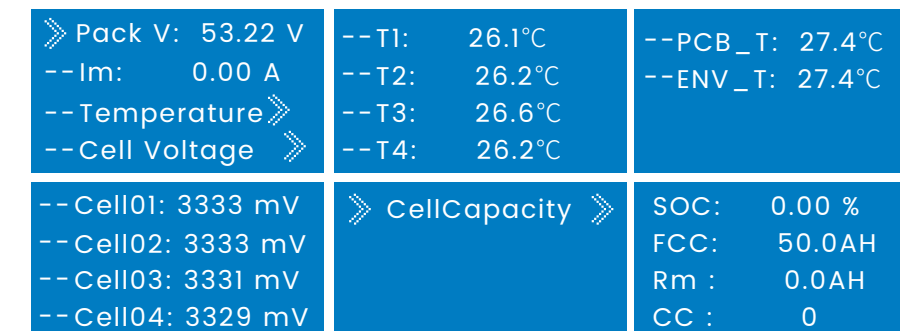 》Pack V: 53.22 V
--Im: 0.00 A
--Temperature》
--Cell Voltage 》
--T1: 26.1℃
--T2: 26.2℃
--T3: 26.6℃
--T4: 26.2℃
--PCB_T: 27.4℃
--ENV_T: 27.4℃
--Cell01: 3333 mV
--Cell02: 3333 mV
--Cell03: 3331 mV
--Cell04: 3329 mV
》 CellCapacity 》
SOC: 0.00 %
FCC: 50.0AH
Rm : 0.0AH
CC : 0